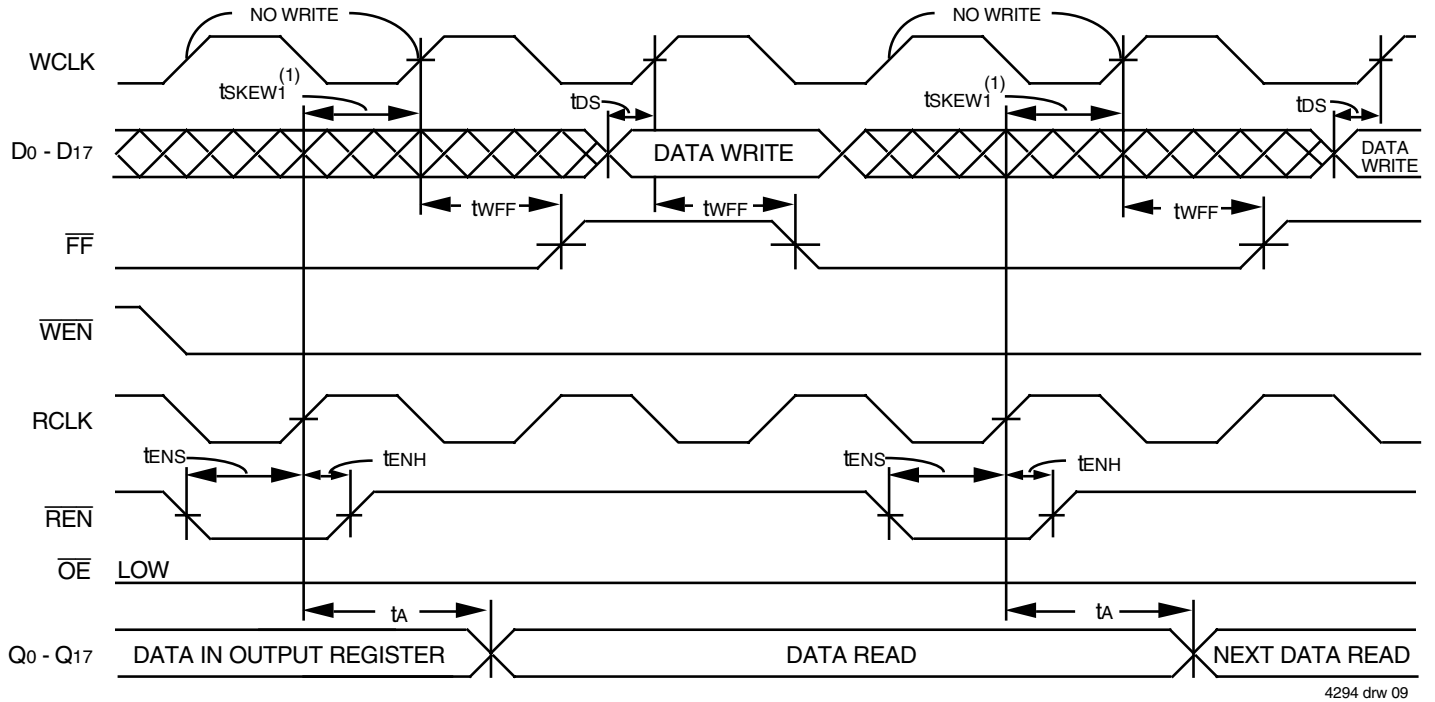 NO WRITE
NO WRITE
WCLK
tSKEW1(1)
tDS
tSKEW1(1)
tDS
D0 - D17
DATA WRITE
DATA
WRITE
tWFF
tWFF
tWFF
FF
WEN
RCLK
tENS
tENH
tENS
tENH
REN
OE
LOW
tA
tA
Q0 - Q17
DATA IN OUTPUT REGISTER
DATA READ
NEXT DATA READ
4294 drw 09